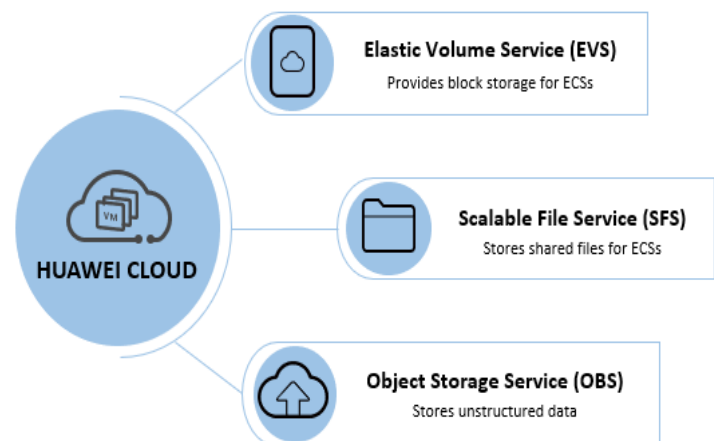 Elastic Volume Service (EVS)
Provides block storage for ECSs
VM
HUAWEI CLOUD
Scalable File Service (SFS)
Stores shared files for ECSs
Object Storage Service (OBS)
Stores unstructured data